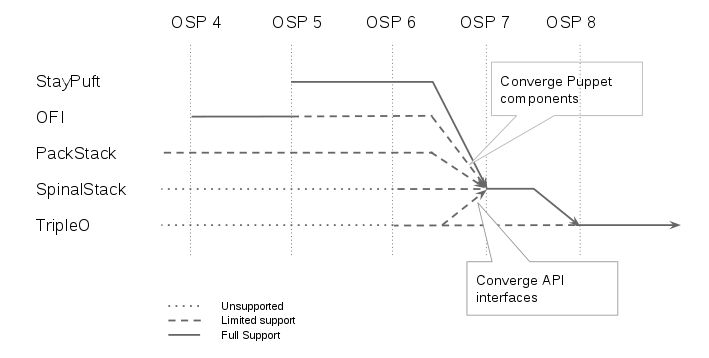 OSP 4 OSP 5 OSP 6 OSP 7 OSP 8
StayPuft
Converge Puppet
components
OFI
PackStack
SpinalStack
TripleO
Converge API
interfaces
Unsupported
Limited support
Full Support